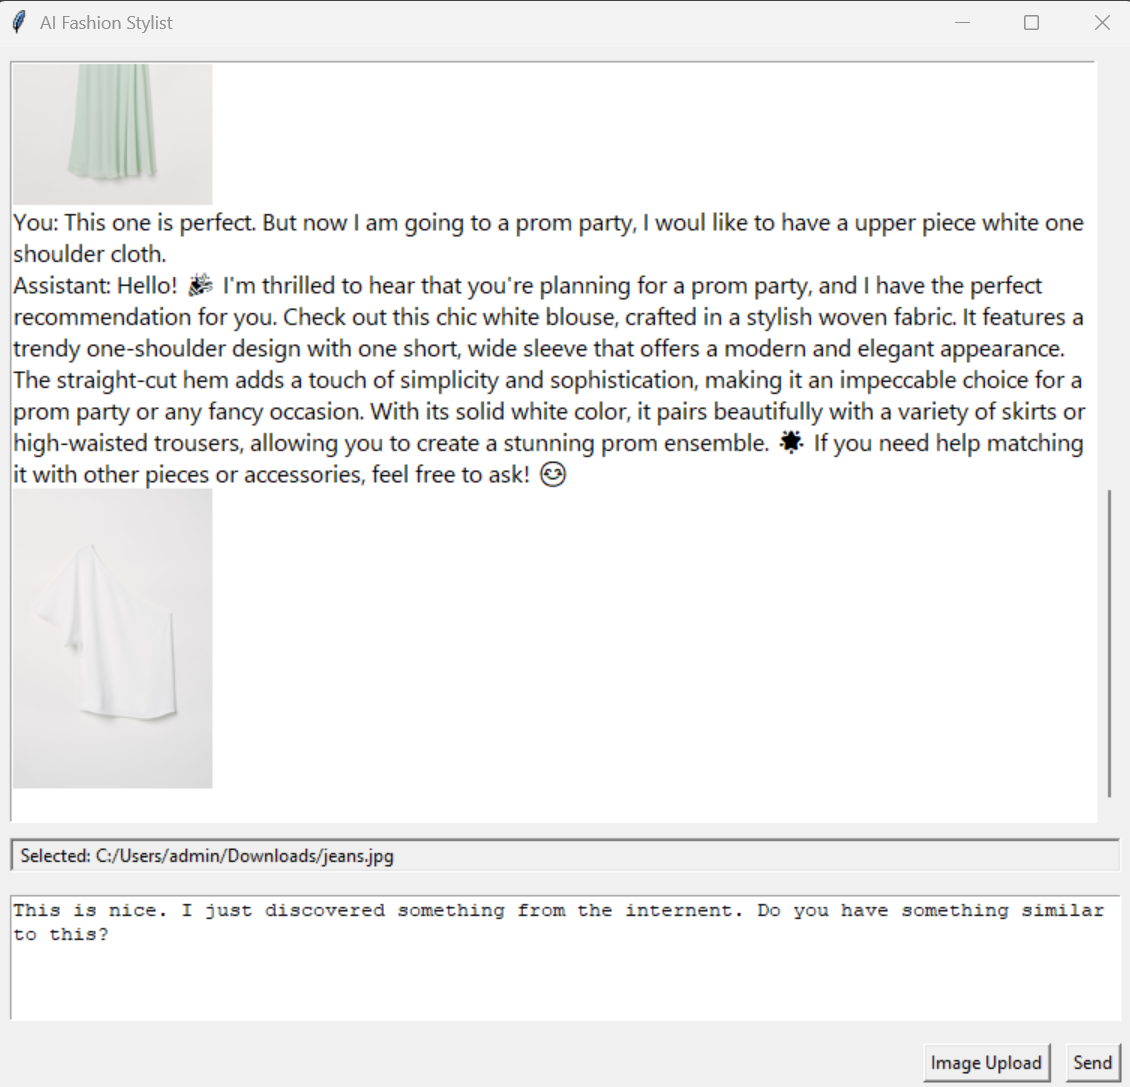 AI Fashion Stylist
You: This one is perfect. But now I am going to a prom party, I woul like to have a upper piece white one
shoulder cloth.
Assistant: Hello! 🎉 I'm thrilled to hear that you're planning for a prom party, and I have the perfect
recommendation for you. Check out this chic white blouse, crafted in a stylish woven fabric. It features a
trendy one-shoulder design with one short, wide sleeve that offers a modern and elegant appearance.
The straight-cut hem adds a touch of simplicity and sophistication, making it an impeccable choice for a
prom party or any fancy occasion. With its solid white color, it pairs beautifully with a variety of skirts or
high-waisted trousers, allowing you to create a stunning prom ensemble. 🌟 If you need help matching
it with other pieces or accessories, feel free to ask! 😊
Selected: C:/Users/admin/Downloads/jeans.jpg
This is nice. I just discovered something from the internent. Do you have something similar
to this?
Image Upload Send